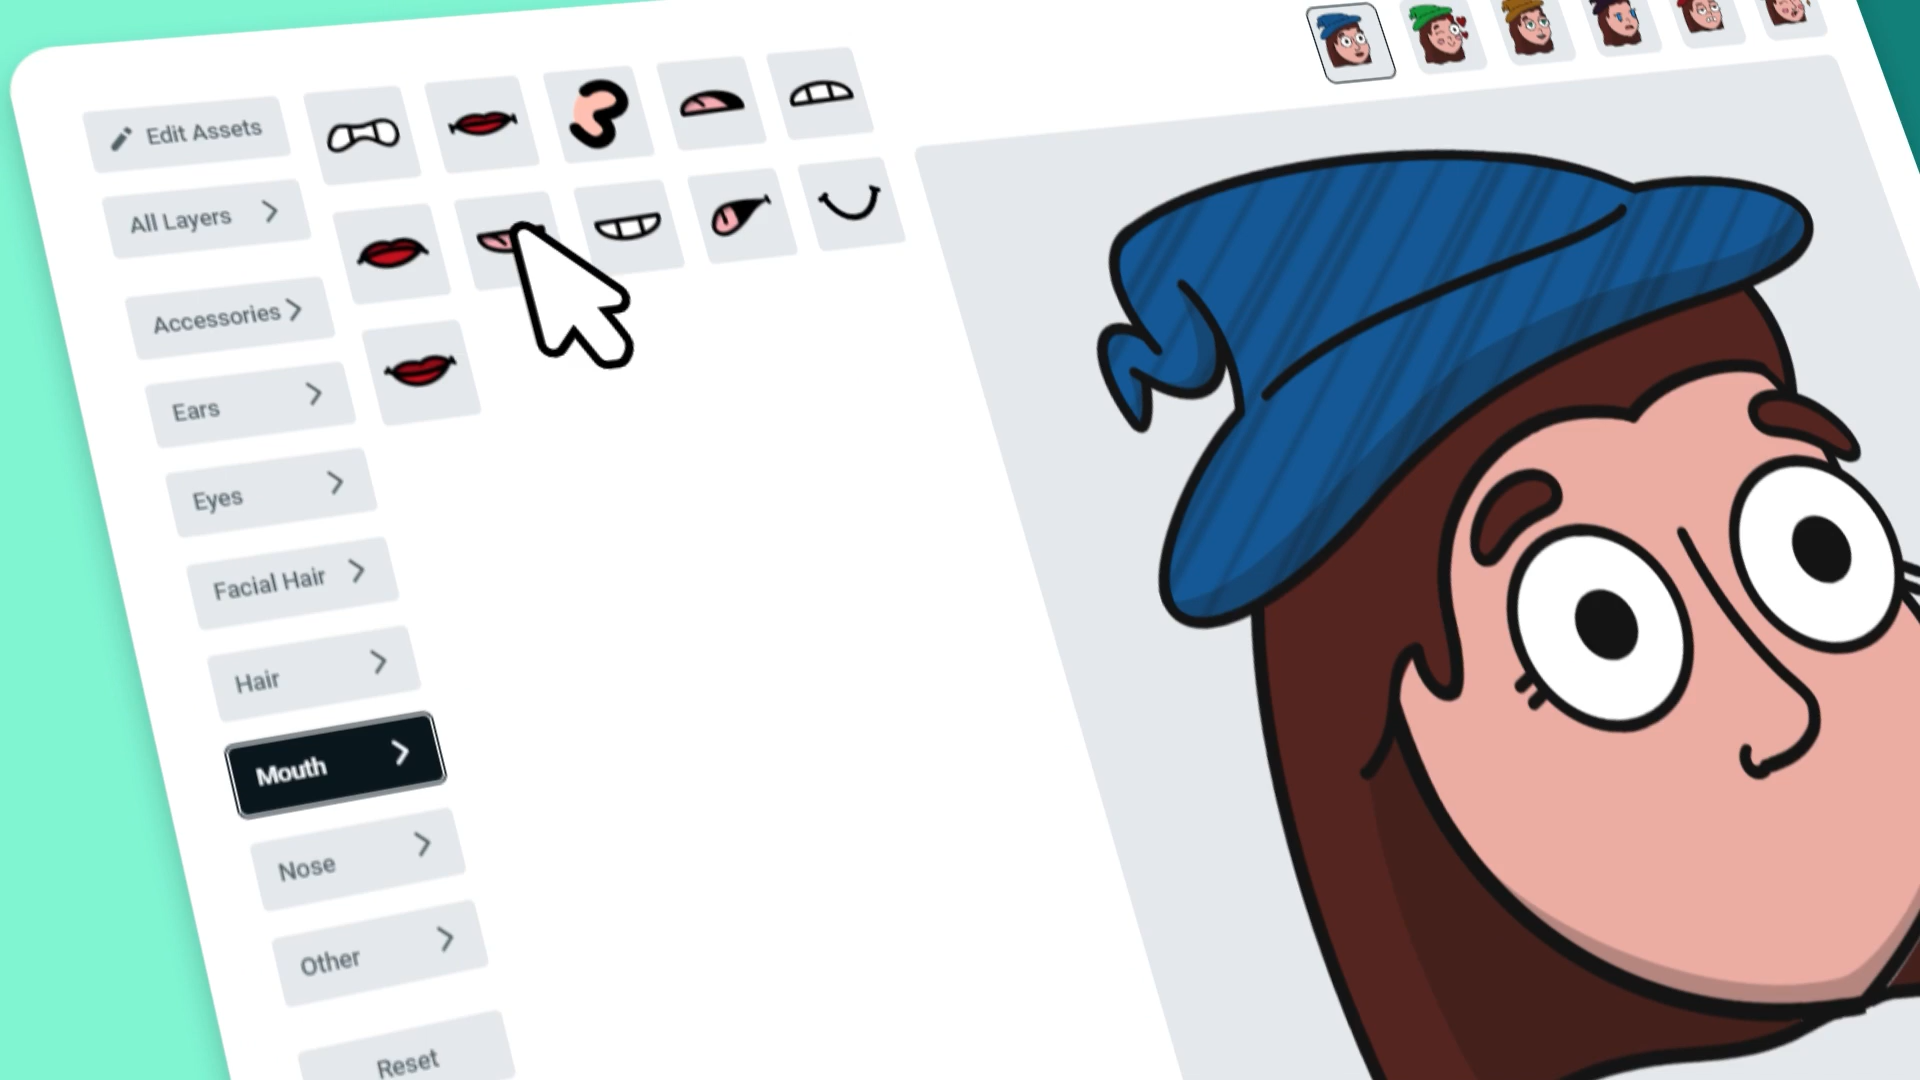 Edit Assets
All Layers
Accessories
Ears
Eyes
Facial Hair
Hair
Mouth
Nose
Other
Reset